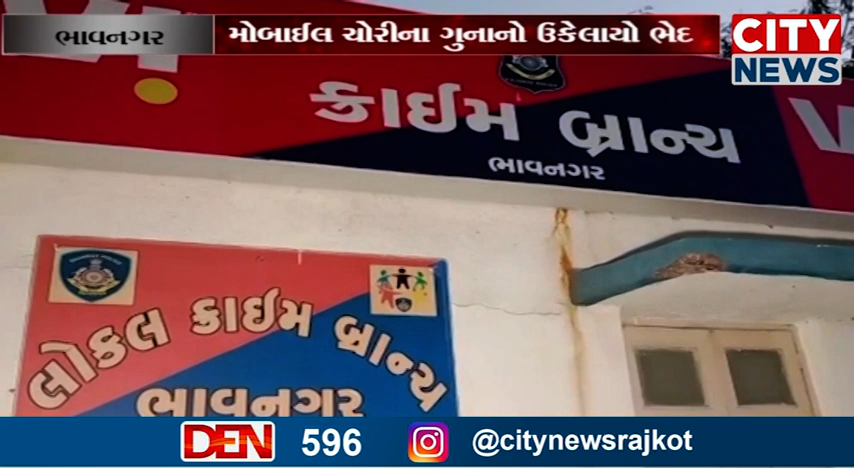 ભાવનગર
મોબાઈલ ચોરીના ગુનાનો ઉકેલાયો ભેદ
CITY
NEWS
ક્રાઈમ બ્રાન્ચ
ભાવનગર
લોકલ ક્રાઈમ બ્રાન્ચ
ભાવનગર
DEN 596 @citynewsrajkot